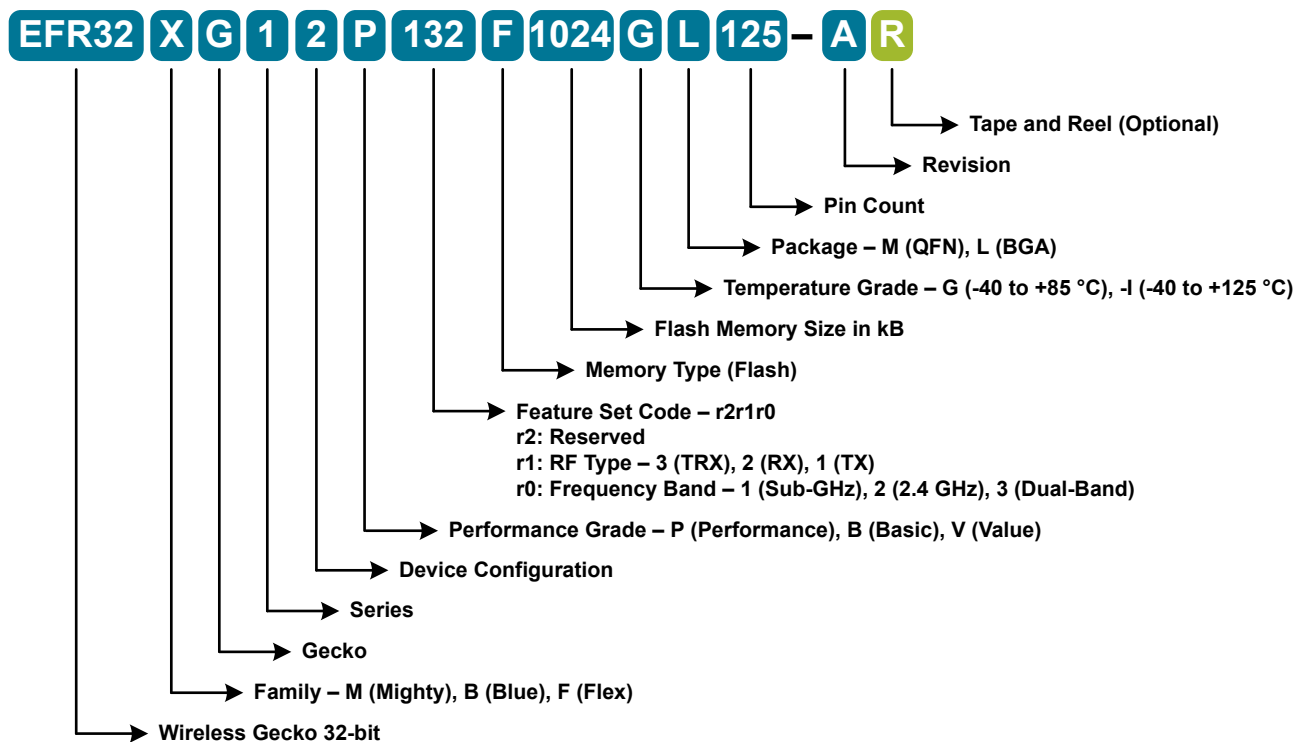 EFR32 X G 1 2 P 132 F 1024 G L 125 – A R
Tape and Reel (Optional)
Revision
Pin Count
Package – M (QFN), L (BGA)
Temperature Grade – G (-40 to +85 °C), -I (-40 to +125 °C)
Flash Memory Size in kB
Memory Type (Flash)
Feature Set Code – r2r1r0
r2: Reserved
r1: RF Type – 3 (TRX), 2 (RX), 1 (TX)
r0: Frequency Band – 1 (Sub-GHz), 2 (2.4 GHz), 3 (Dual-Band)
Performance Grade – P (Performance), B (Basic), V (Value)
Device Configuration
Series
Gecko
Family – M (Mighty), B (Blue), F (Flex)
Wireless Gecko 32-bit